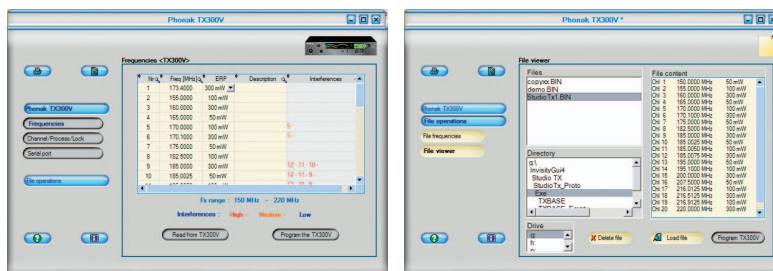 Phonak TX300V
Frequencies <TX300V>
Nr Freq [MHz] ERP Description Interferences
1 173.4000 300 mW
2 155.0000 100 mW
3 160.0000 300 mW
4 165.0000 50 mW
5 170.0000 100 mW 5-
6 170.1000 300 mW 5-
7 175.0000 50 mW
8 182.5000 100 mW
9 185.0000 300 mW 12 - 11 - 10 -
10 185.0025 50 mW 12 - 11 - 9 -
Phonak TX300V
Frequencies
Channel/Process/Lock
Serial port
File operations
Fix range : 150 MHz - 220 MHz
Interferences : High - Medium - Low
Read from TX300V
Program the TX300V
Phonak TX300V *
File viewer
Files
copyxx.BIN
demo.BIN
StudioTx1.BIN
Phonak TX300V
File operations
File frequencies
File viewer
Directory
g:\
InvisityGui4
Studio TX
StudioTx_Proto
Exe
TXBASE
Drive
g:
h:
File content
Chl 1 150.0000 MHz 50 mW
Chl 2 155.0000 MHz 100 mW
Chl 3 160.0000 MHz 300 mW
Chl 4 165.0000 MHz 50 mW
Chl 5 170.0000 MHz 100 mW
Chl 6 170.1000 MHz 300 mW
Chl 7 175.0000 MHz 50 mW
Chl 8 182.5000 MHz 100 mW
Chl 9 185.0000 MHz 300 mW
Chl 10 185.0025 MHz 50 mW
Chl 11 185.0050 MHz 100 mW
Chl 12 185.0075 MHz 300 mW
Chl 13 195.0000 MHz 50 mW
Chl 14 195.1000 MHz 100 mW
Chl 15 200.0000 MHz 300 mW
Chl 16 207.5000 MHz 50 mW
Chl 17 216.0125 MHz 100 mW
Chl 18 216.5125 MHz 300 mW
Chl 19 216.9125 MHz 100 mW
Chl 20 220.0000 MHz 300 mW
Delete file
Load file
Program TX300V